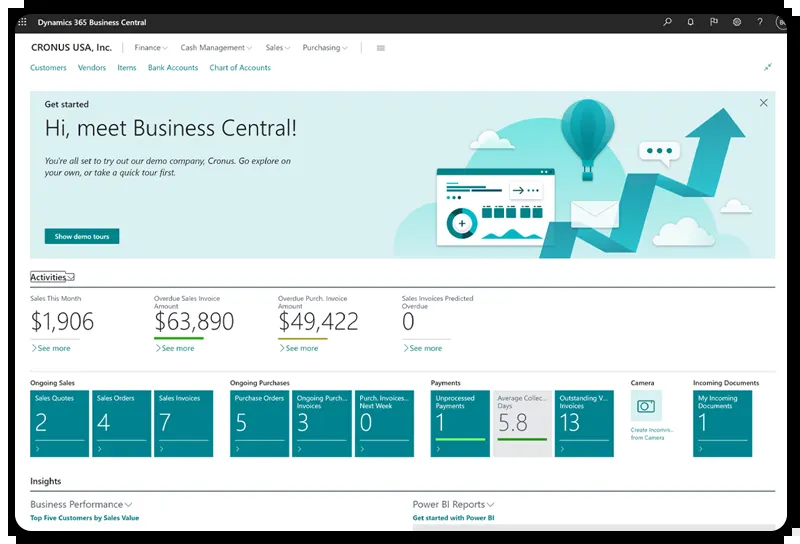 Dynamics 365 Business Central
CRONUS USA, Inc.
Finance
Cash Management
Sales
Purchasing
Customers
Vendors
Items
Bank Accounts
Chart of Accounts
Get started
Hi, meet Business Central!
You're all set to try out our demo company, Cronus. Go explore on
your own, or take a quick tour first.
Show demo tours
Activities
Sales This Month
$1,906
See more
Overdue Sales Invoice
Amount
$63,890
See more
Overdue Purch. Invoice
Amount
$49,422
See more
Sales Invoices Predicted
Overdue
0
See more
Ongoing Sales
Sales Quotes
2
Sales Orders
4
Sales Invoices
7
Ongoing Purchases
Purchase Orders
5
Ongoing Purch...
Invoices
3
Purch. Invoices...
Next Week
0
Payments
Unprocessed
Payments
1
Average Collec...
Days
5.8
Outstanding V...
Invoices
13
Camera
Create Incomin...
from Camera
Incoming Documents
My Incoming
Documents
1
Insights
Business Performance
Top Five Customers by Sales Value
Power BI Reports
Get started with Power BI